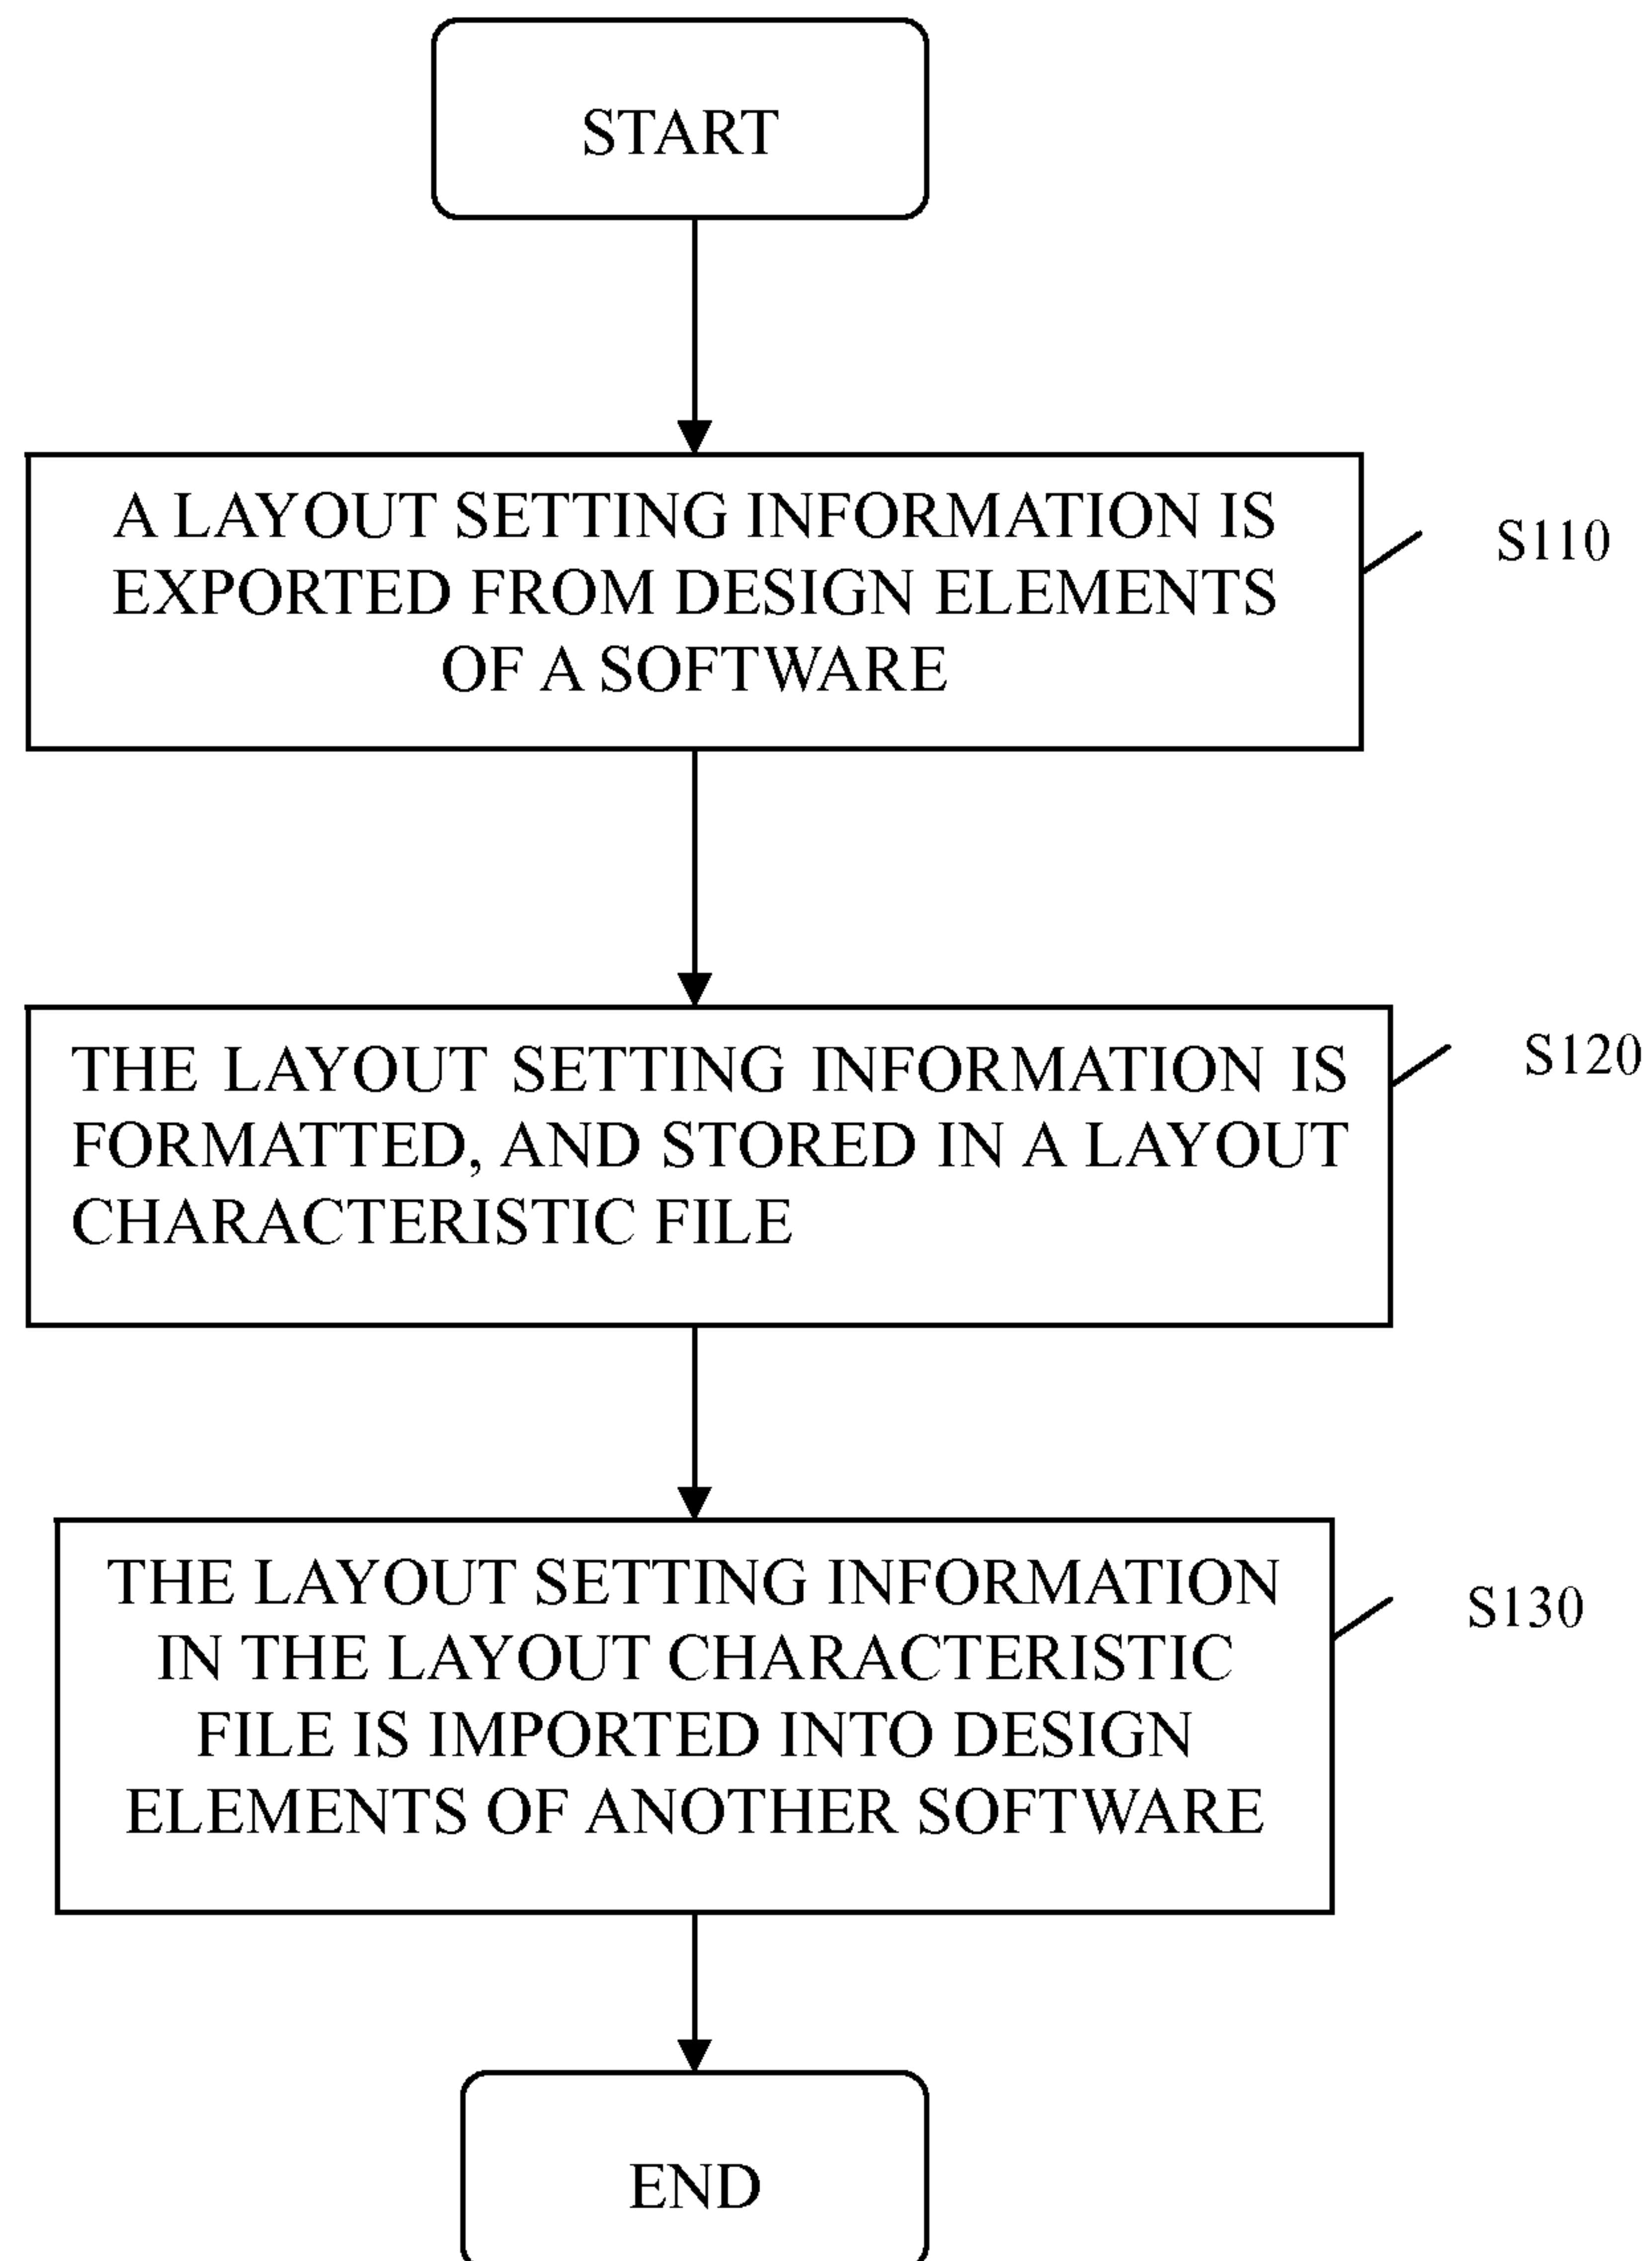 START
A LAYOUT SETTING INFORMATION IS
EXPORTED FROM DESIGN ELEMENTS
OF A SOFTWARE
S110
THE LAYOUT SETTING INFORMATION IS
FORMATTED, AND STORED IN A LAYOUT
CHARACTERISTIC FILE
S120
THE LAYOUT SETTING INFORMATION
IN THE LAYOUT CHARACTERISTIC
FILE IS IMPORTED INTO DESIGN
ELEMENTS OF ANOTHER SOFTWARE
S130
END